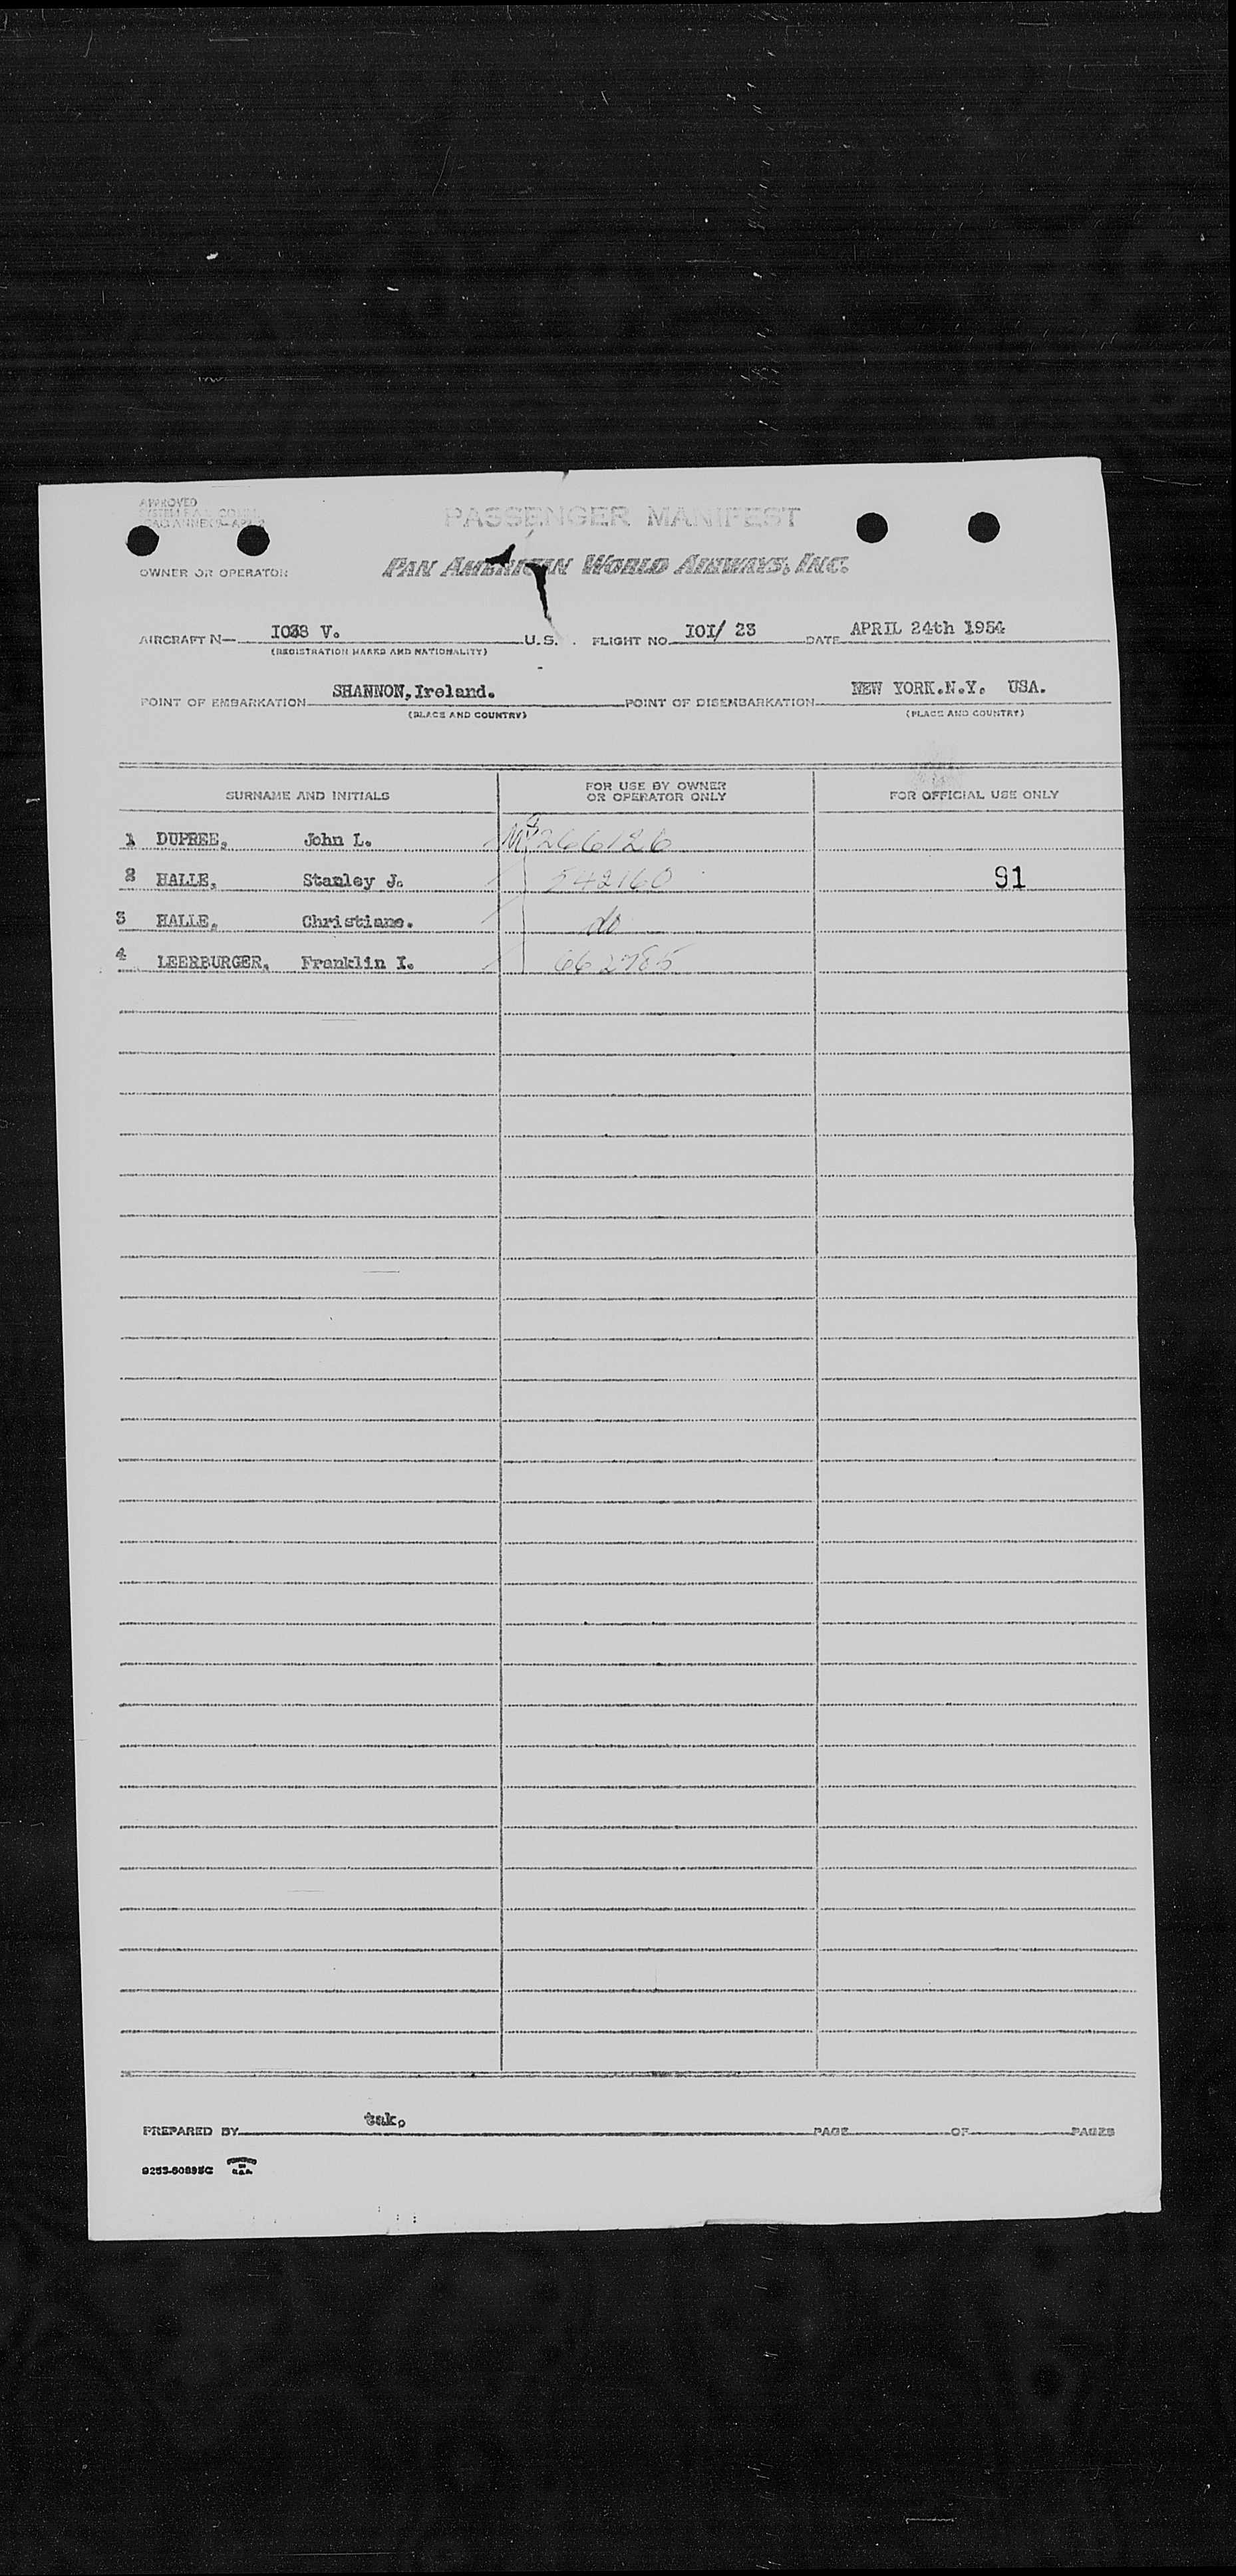 APPROVED
PASSENGER MANIFEST
OWNER OR OPERATOR PAN AMERICAN WORLD AIRWAYS, INC.
AIRCRAFT N— I038 V. U.S. FLIGHT NO. IOI/ 23 DATE APRIL 24th 1954
(REGISTRATION MARKS AND NATIONALITY)
POINT OF EMBARKATION SHANNON, Ireland. POINT OF DISEMBARKATION NEW YORK.N.Y. USA.
(PLACE AND COUNTRY) (PLACE AND COUNTRY)
SURNAME AND INITIALS FOR USE BY OWNER OR OPERATOR ONLY FOR OFFICIAL USE ONLY
1 DUPREE, John L. 266126
2 HALLE, Stanley J. 542160 91
3 HALLE, Christiane. do
4 LEERBURGER, Franklin I. 662785
PREPARED BY tak. PAGE OF PAGES